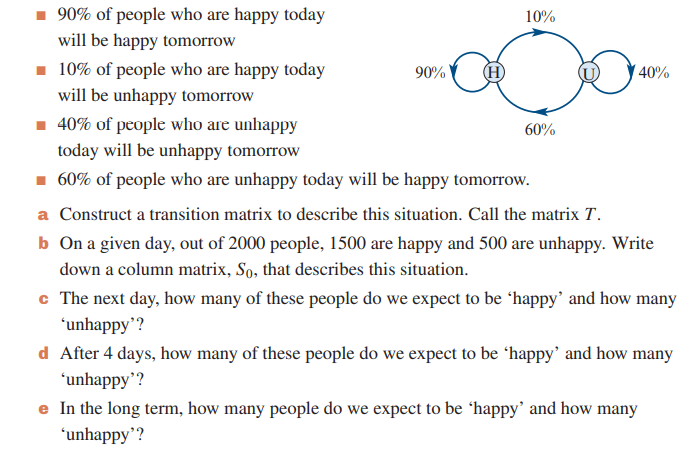 ■ 90% of people who are happy today
will be happy tomorrow
■ 10% of people who are happy today
will be unhappy tomorrow
■ 40% of people who are unhappy
today will be unhappy tomorrow
■ 60% of people who are unhappy today will be happy tomorrow.
10%
90%
H
U
40%
60%
a Construct a transition matrix to describe this situation. Call the matrix T.
b On a given day, out of 2000 people, 1500 are happy and 500 are unhappy. Write
down a column matrix, S₀, that describes this situation.
c The next day, how many of these people do we expect to be ‘happy’ and how many
‘unhappy’?
d After 4 days, how many of these people do we expect to be ‘happy’ and how many
‘unhappy’?
e In the long term, how many people do we expect to be ‘happy’ and how many
‘unhappy’?